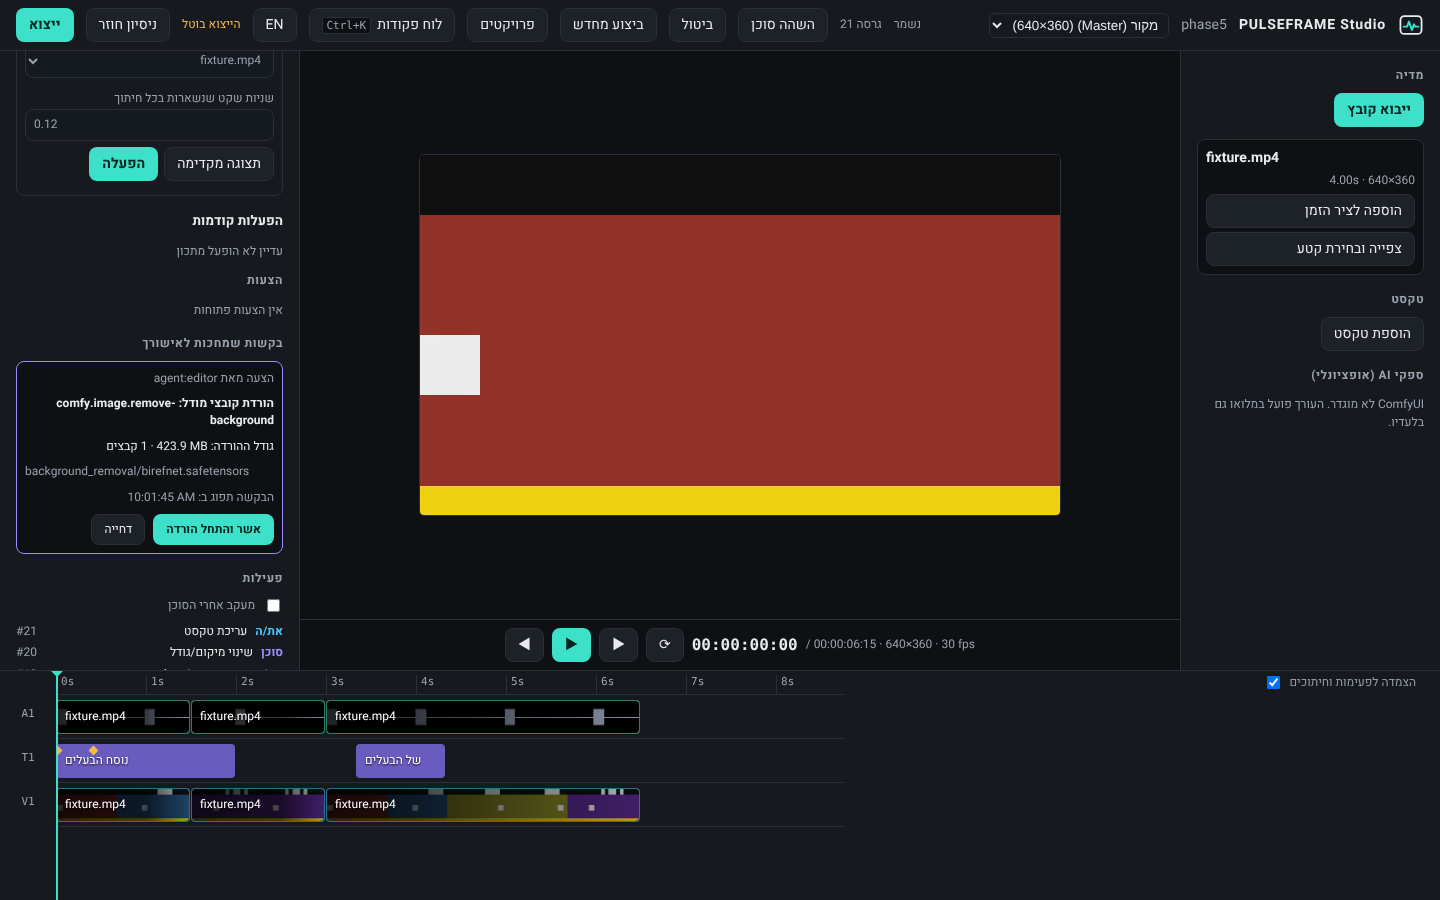 PULSEFRAME Studio
phase5
מקור (Master) (640×360)
נשמר
גרסה 21
השהה סוכן
ביטול
ביצוע מחדש
פרויקטים
לוח פקודות Ctrl+K
EN
הייצוא בוטל
ניסיון חוזר
ייצוא
מדיה
ייבוא קובץ
fixture.mp4
4.00s · 640×360
הוספה לציר הזמן
צפייה ובחירת קטע
טקסט
הוספת טקסט
ספקי AI (אופציונלי)
ComfyUI לא מוגדר. העורך פועל במלואו גם
בלעדיו.
fixture.mp4
שניות שקט שנשארות בכל חיתוך
0.12
תצוגה מקדימה
הפעלה
הפעלות קודמות
עדיין לא הופעל מתכון
הצעות
אין הצעות פתוחות
בקשות שמחכות לאישורך
הצעה מאת agent:editor
הורדת קובצי מודל: comfy.image.remove-
background
גודל ההורדה: 423.9 MB · 1 קבצים
background_removal/birefnet.safetensors
הבקשה תפוג ב: 10:01:45 AM
אשר והתחל הורדה
דחייה
פעילות
מעקב אחרי הסוכן
את/ה עריכת טקסט #21
סוכן שינוי מיקום/גודל #20
00:00:00:00 / 00:00:06:15 · 640×360 · 30 fps
הצמדה לפעימות וחיתוכים
0s 1s 2s 3s 4s 5s 6s 7s 8s
A1 fixture.mp4 fixture.mp4 fixture.mp4
T1 נוסח הבעלים של הבעלים
V1 fixture.mp4 fixture.mp4 fixture.mp4